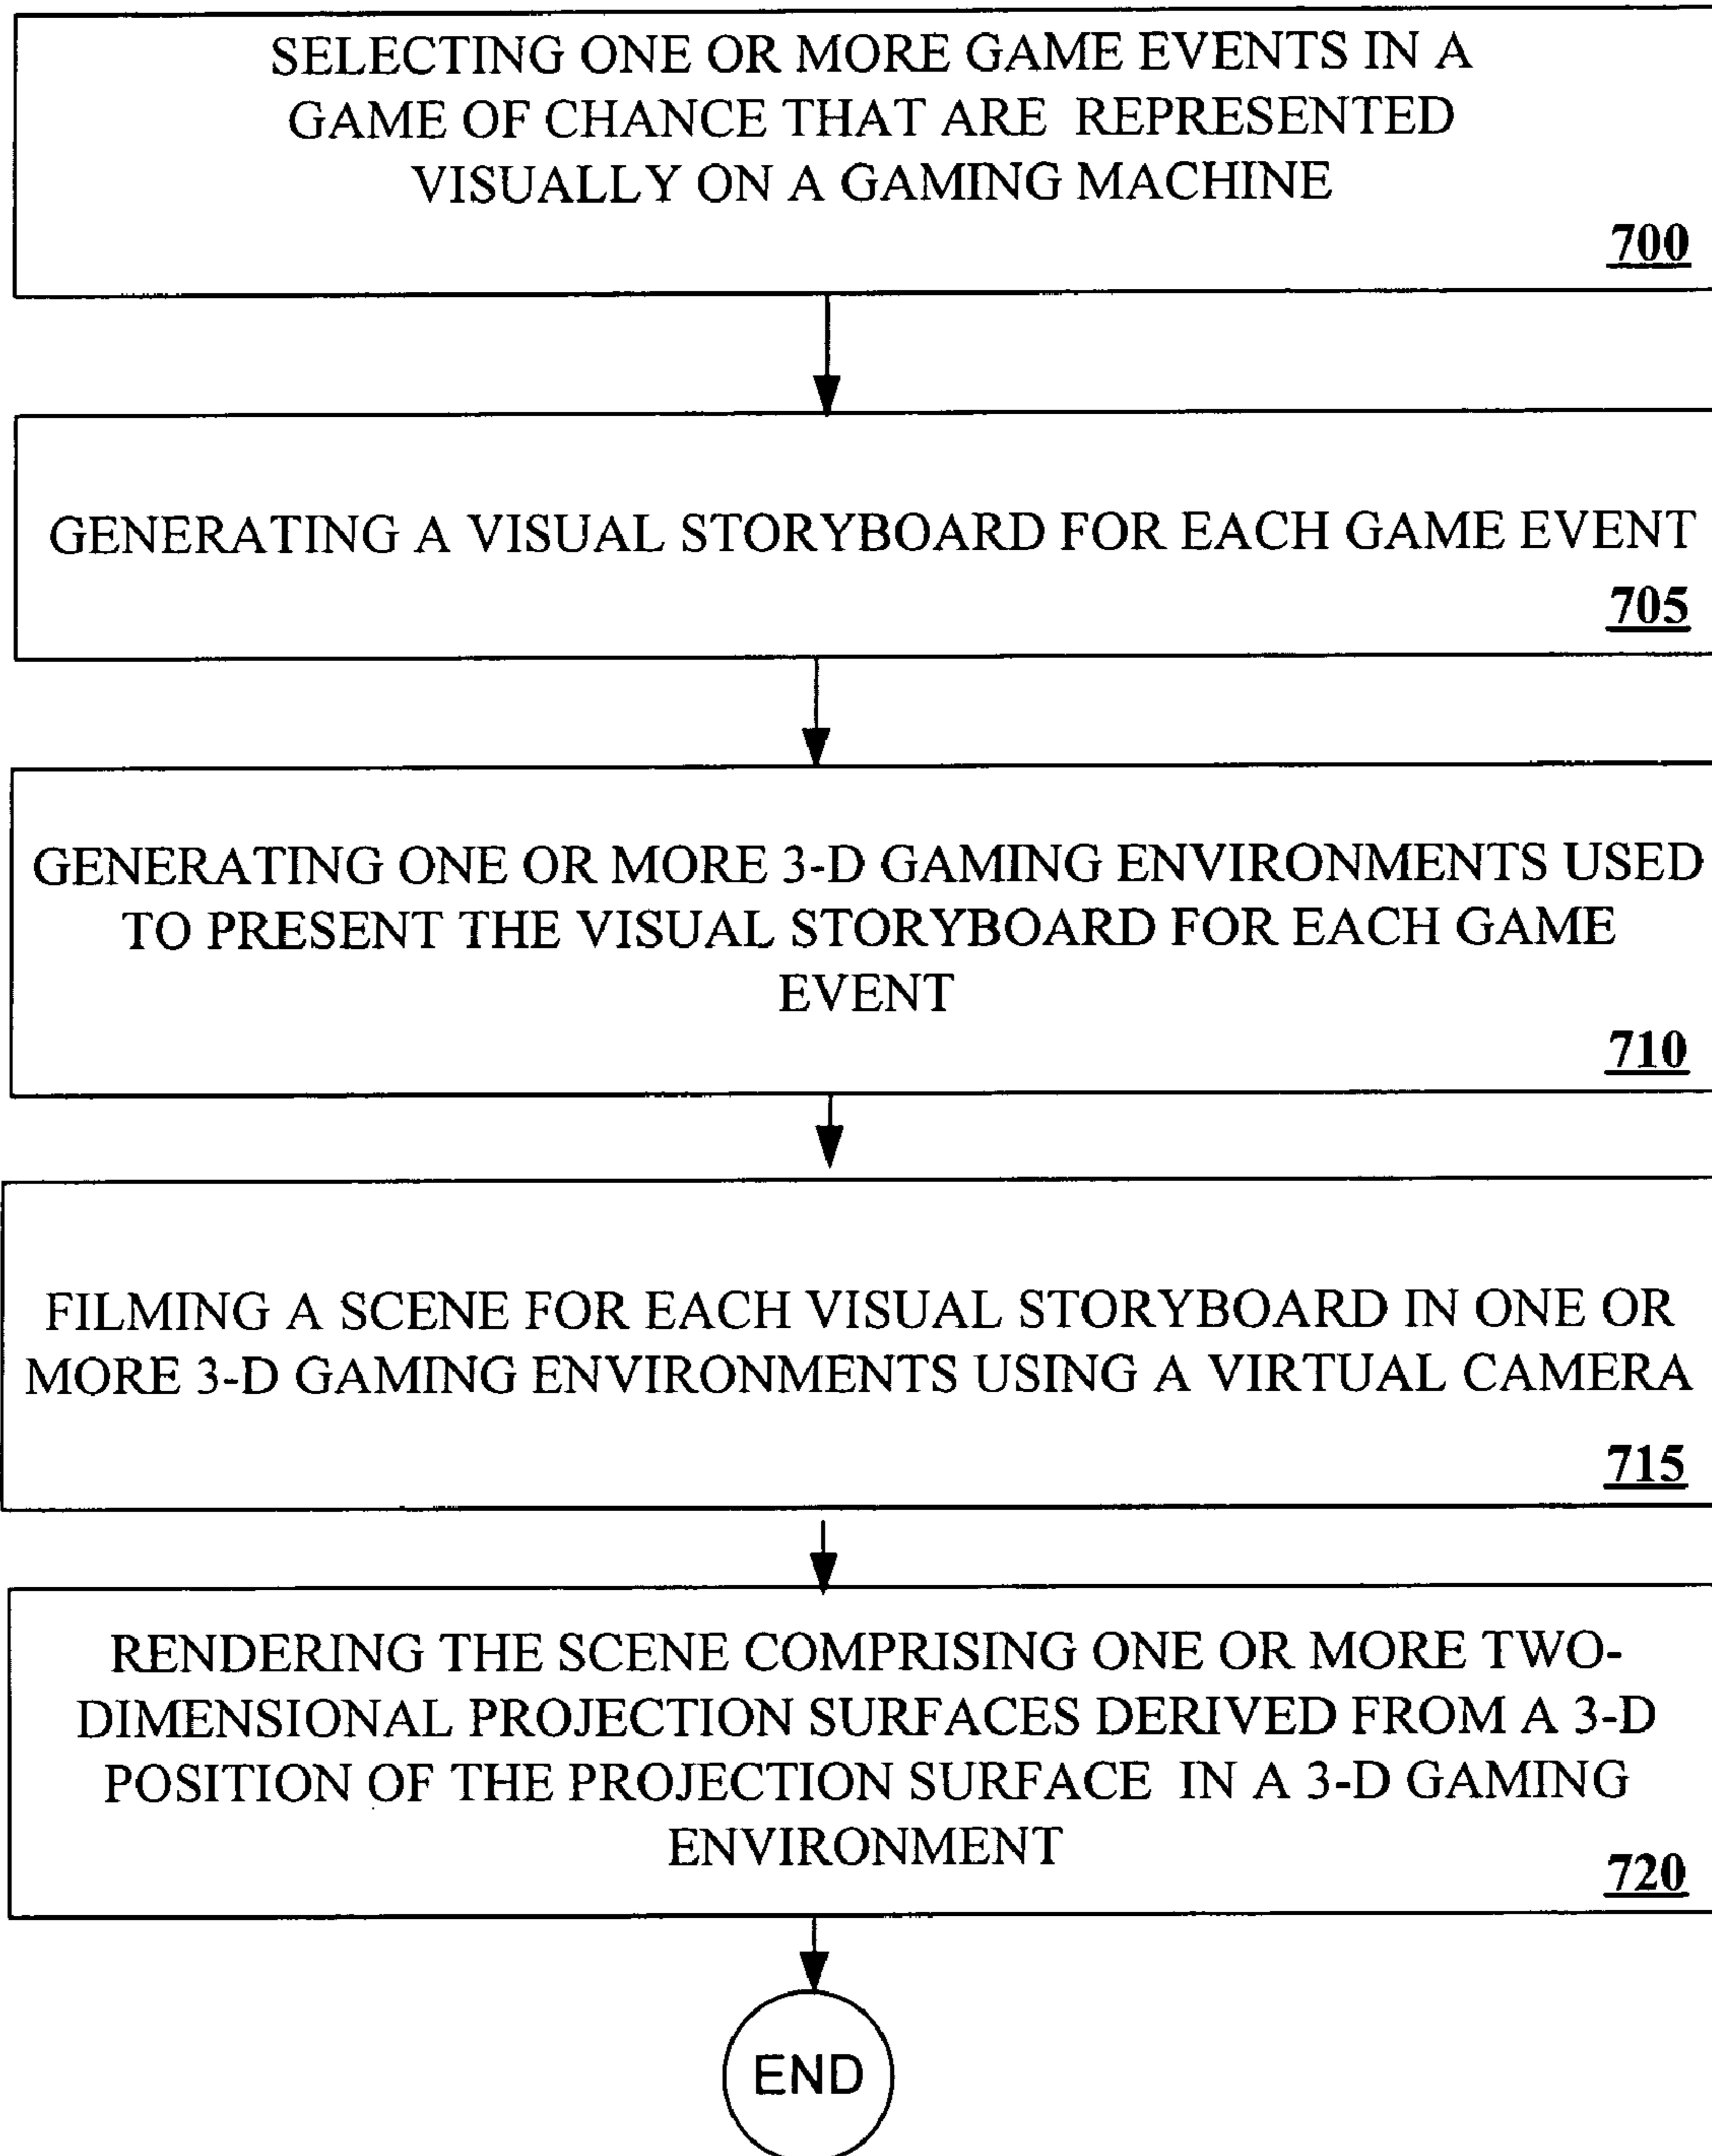 SELECTING ONE OR MORE GAME EVENTS IN A
GAME OF CHANCE THAT ARE REPRESENTED
VISUALLY ON A GAMING MACHINE
700
GENERATING A VISUAL STORYBOARD FOR EACH GAME EVENT
705
GENERATING ONE OR MORE 3-D GAMING ENVIRONMENTS USED
TO PRESENT THE VISUAL STORYBOARD FOR EACH GAME
EVENT
710
FILMING A SCENE FOR EACH VISUAL STORYBOARD IN ONE OR
MORE 3-D GAMING ENVIRONMENTS USING A VIRTUAL CAMERA
715
RENDERING THE SCENE COMPRISING ONE OR MORE TWO-
DIMENSIONAL PROJECTION SURFACES DERIVED FROM A 3-D
POSITION OF THE PROJECTION SURFACE IN A 3-D GAMING
ENVIRONMENT
720
END